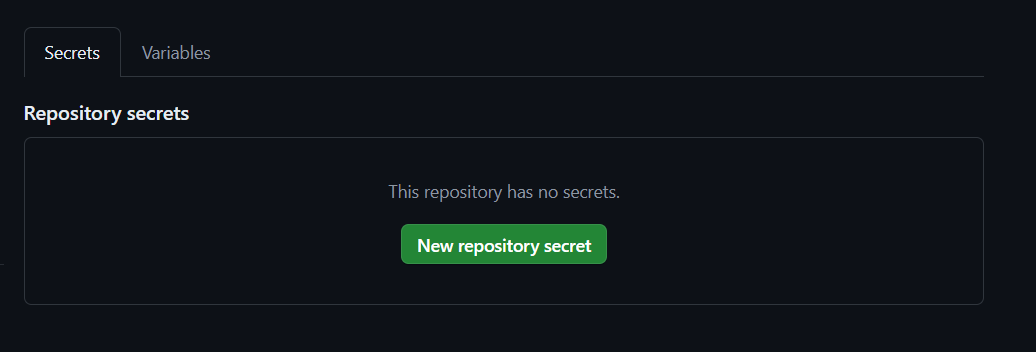 Secrets Variables
Repository secrets
This repository has no secrets.
New repository secret